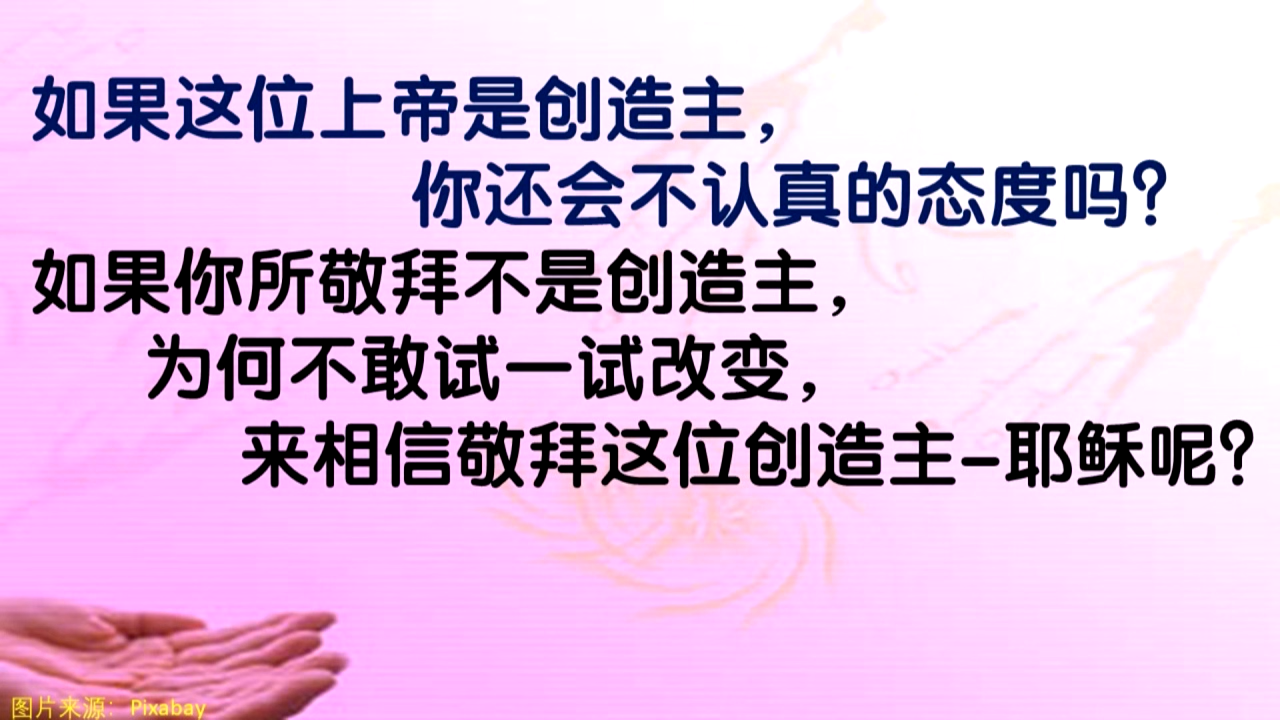 如果这位上帝是创造主，
你还会不认真的态度吗？
如果你所敬拜不是创造主，
为何不敢试一试改变，
来相信敬拜这位创造主-耶稣呢？
图片来源：Pixabay